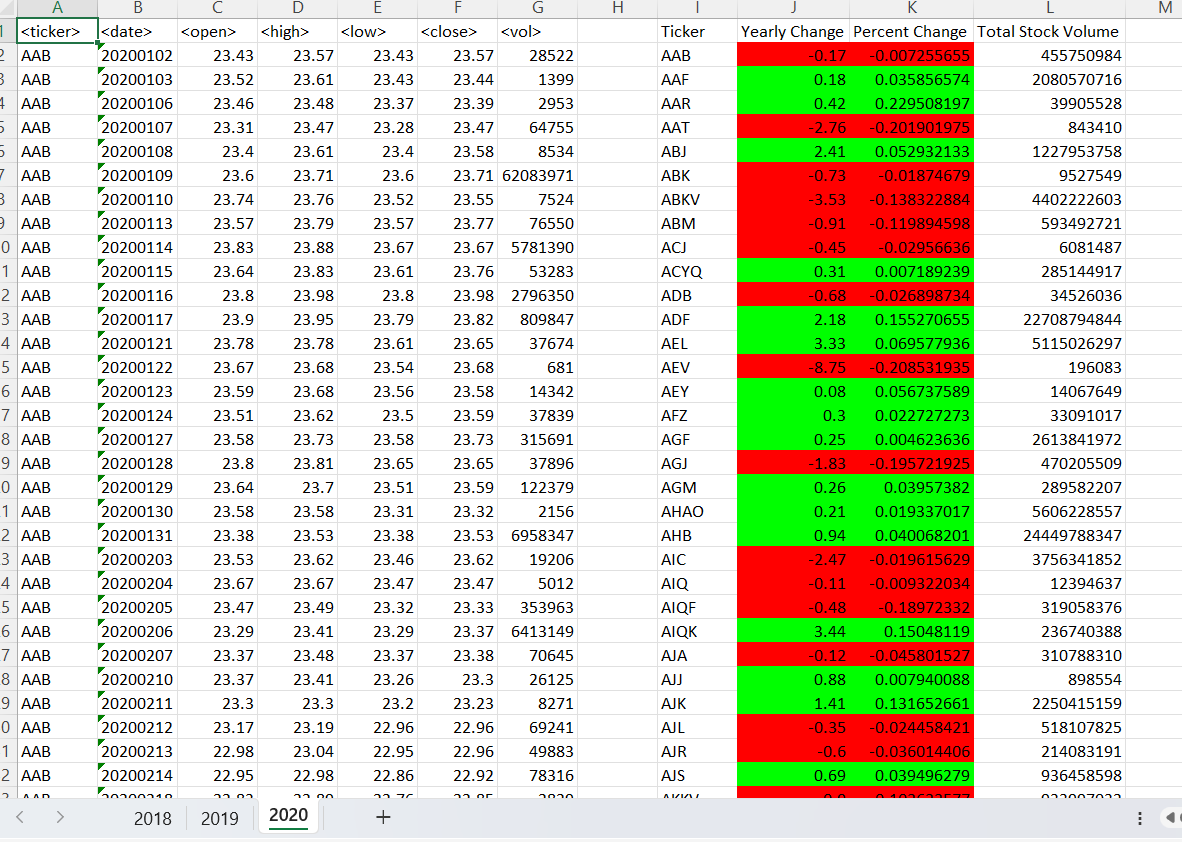 A B C D E F G H I J K L M
1 <ticker> <date> <open> <high> <low> <close> <vol> Ticker Yearly Change Percent Change Total Stock Volume
2 AAB 20200102 23.43 23.57 23.43 23.57 28522 AAB -0.17 -0.007255655 455750984
3 AAB 20200103 23.52 23.61 23.43 23.44 1399 AAF 0.18 0.035856574 2080570716
4 AAB 20200106 23.46 23.48 23.37 23.39 2953 AAR 0.42 0.229508197 39905528
5 AAB 20200107 23.31 23.47 23.28 23.47 64755 AAT -2.76 -0.201901975 843410
6 AAB 20200108 23.4 23.61 23.4 23.58 8534 ABJ 2.41 0.052932133 1227953758
7 AAB 20200109 23.6 23.71 23.6 23.71 62083971 ABK -0.73 -0.01874679 9527549
8 AAB 20200110 23.74 23.76 23.52 23.55 7524 ABKV -3.53 -0.138322884 4402222603
9 AAB 20200113 23.57 23.79 23.57 23.77 76550 ABM -0.91 -0.119894598 593492721
0 AAB 20200114 23.83 23.88 23.67 23.67 5781390 ACJ -0.45 -0.02956636 6081487
1 AAB 20200115 23.64 23.83 23.61 23.76 53283 ACYQ 0.31 0.007189239 285144917
2 AAB 20200116 23.8 23.98 23.8 23.98 2796350 ADB -0.68 -0.026898734 34526036
3 AAB 20200117 23.9 23.95 23.79 23.82 809847 ADF 2.18 0.155270655 22708794844
4 AAB 20200121 23.78 23.78 23.61 23.65 37674 AEL 3.33 0.069577936 5115026297
5 AAB 20200122 23.67 23.68 23.54 23.68 681 AEV -8.75 -0.208531935 196083
6 AAB 20200123 23.59 23.68 23.56 23.58 14342 AEY 0.08 0.056737589 14067649
7 AAB 20200124 23.51 23.62 23.5 23.59 37839 AFZ 0.3 0.022727273 33091017
8 AAB 20200127 23.58 23.73 23.58 23.73 315691 AGF 0.25 0.004623636 2613841972
9 AAB 20200128 23.8 23.81 23.65 23.65 37896 AGJ -1.83 -0.195721925 470205509
0 AAB 20200129 23.64 23.7 23.51 23.59 122379 AGM 0.26 0.03957382 289582207
1 AAB 20200130 23.58 23.58 23.31 23.32 2156 AHAO 0.21 0.019337017 5606228557
2 AAB 20200131 23.38 23.53 23.38 23.53 6958347 AHB 0.94 0.040068201 24449788347
3 AAB 20200203 23.53 23.62 23.46 23.62 19206 AIC -2.47 -0.019615629 3756341852
4 AAB 20200204 23.67 23.67 23.47 23.47 5012 AIQ -0.11 -0.009322034 12394637
5 AAB 20200205 23.47 23.49 23.32 23.33 353963 AIQF -0.48 -0.18972332 319058376
6 AAB 20200206 23.29 23.41 23.29 23.37 6413149 AIQK 3.44 0.15048119 236740388
7 AAB 20200207 23.37 23.48 23.37 23.38 70645 AJA -0.12 -0.045801527 310788310
8 AAB 20200210 23.37 23.41 23.26 23.3 26125 AJJ 0.88 0.007940088 898554
9 AAB 20200211 23.3 23.3 23.2 23.23 8271 AJK 1.41 0.131652661 2250415159
0 AAB 20200212 23.17 23.19 22.96 22.96 69241 AJL -0.35 -0.024458421 518107825
1 AAB 20200213 22.98 23.04 22.95 22.96 49883 AJR -0.6 -0.036014406 214083191
2 AAB 20200214 22.95 22.98 22.86 22.92 78316 AJS 0.69 0.039496279 936458598
2018 2019 2020 +